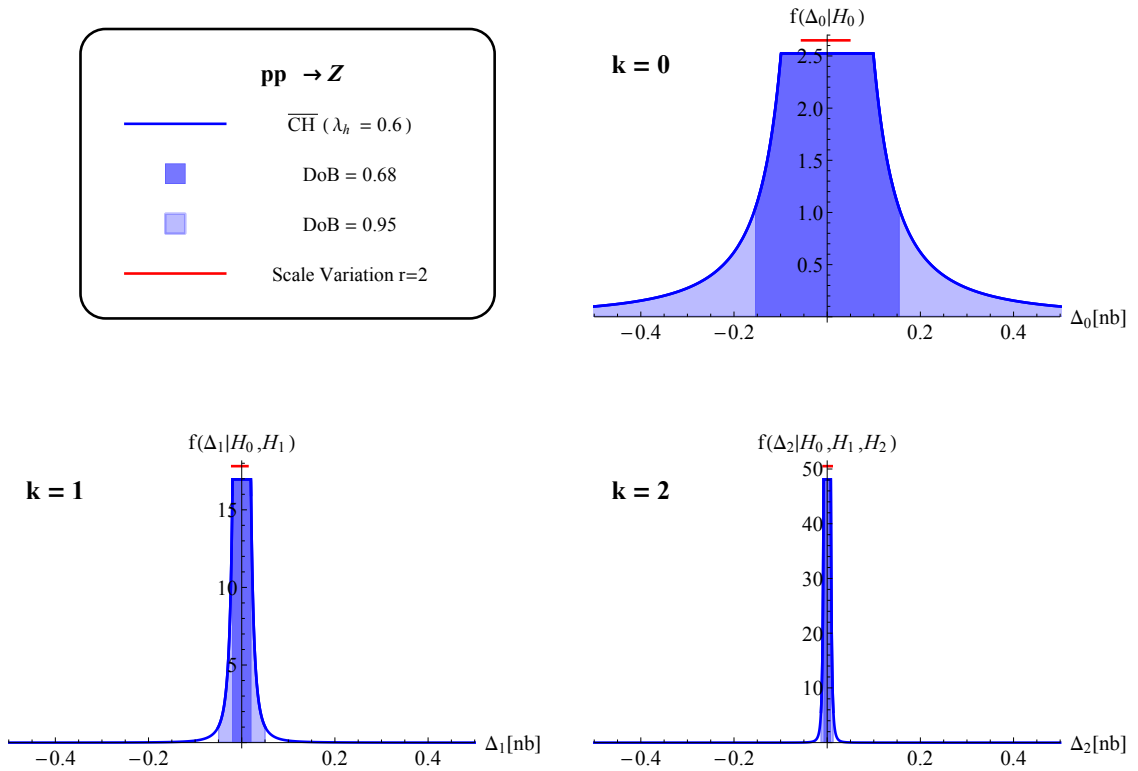 pp → Z
CH ( λh = 0.6 )
DoB = 0.68
DoB = 0.95
Scale Variation r=2
f(Δ0|H0)
k = 0
2.5
2.0
1.5
1.0
0.5
−0.4 −0.2 0.2 0.4
Δ0[nb]
f(Δ1|H0,H1)
k = 1
15
10
5
−0.4 −0.2 0.2 0.4
Δ1[nb]
f(Δ2|H0,H1,H2)
k = 2
50
40
30
20
10
−0.4 −0.2 0.2 0.4
Δ2[nb]